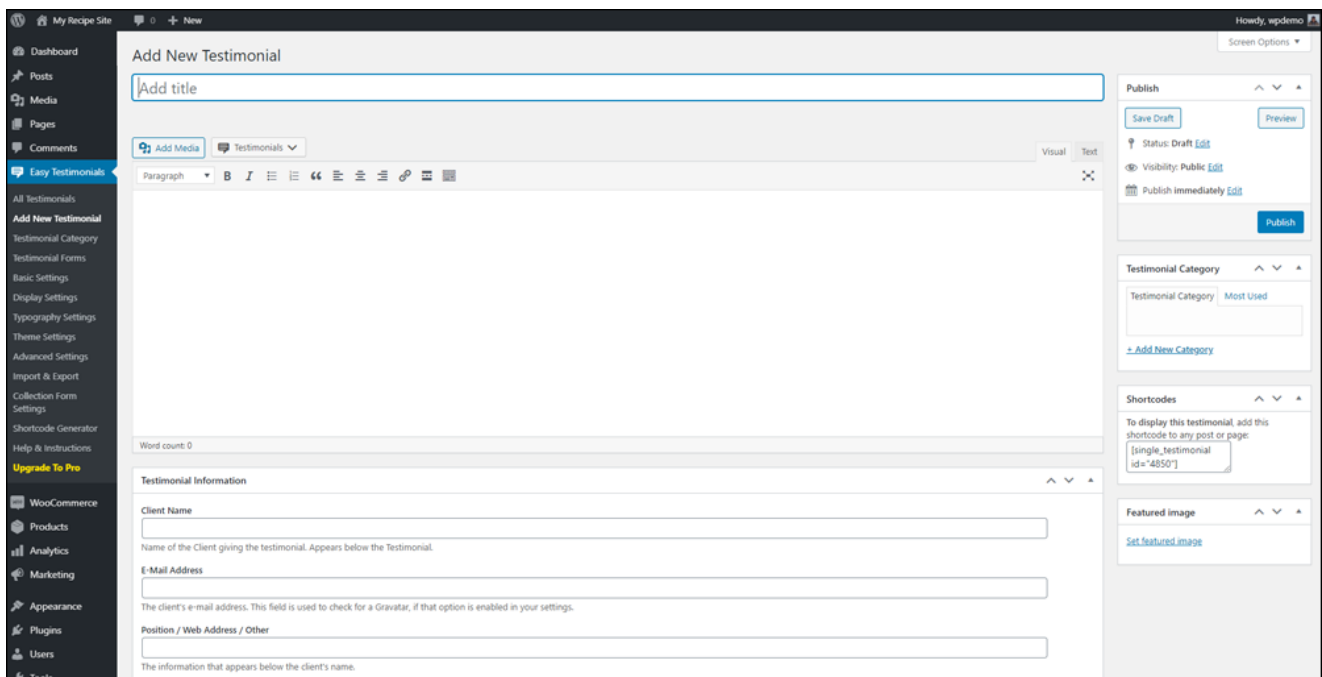 My Recipe Site
0
New
Howdy, wpdemo
Dashboard
Posts
Media
Pages
Comments
Easy Testimonials
All Testimonials
Add New Testimonial
Testimonial Category
Testimonial Forms
Basic Settings
Display Settings
Typography Settings
Theme Settings
Advanced Settings
Import & Export
Collection Form
Settings
Shortcode Generator
Help & Instructions
Upgrade To Pro
WooCommerce
Products
Analytics
Marketing
Appearance
Plugins
Users
Tools
Screen Options
Add New Testimonial
Add title
Add Media
Testimonials
Visual
Text
Paragraph
B I
Word count: 0
Testimonial Information
Client Name
Name of the Client giving the testimonial. Appears below the Testimonial.
E-Mail Address
The client's e-mail address. This field is used to check for a Gravatar, if that option is enabled in your settings.
Position / Web Address / Other
The information that appears below the client's name.
Publish
Save Draft
Preview
Status: Draft Edit
Visibility: Public Edit
Publish immediately Edit
Publish
Testimonial Category
Testimonial Category
Most Used
+ Add New Category
Shortcodes
To display this testimonial, add this
shortcode to any post or page:
[single_testimonial
id="4850"]
Featured image
Set featured image